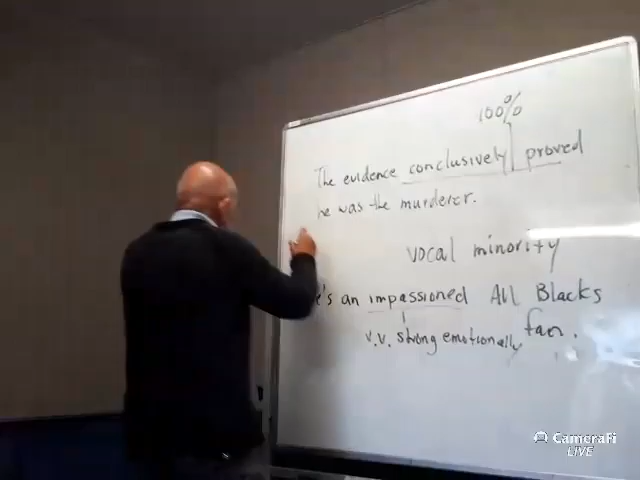 100%
The evidence conclusively proved
he was the murderer.
vocal minority
's an impassioned All Blacks
fan.
v.v. strong emotionally
CameraFi
LIVE